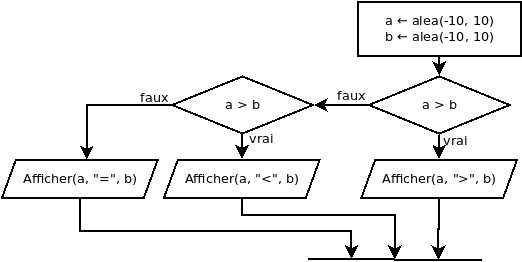 a ← alea(-10, 10)
b ← alea(-10, 10)
a > b
faux
vrai
a > b
faux
vrai
Afficher(a, "=", b)
Afficher(a, "<", b)
Afficher(a, ">", b)